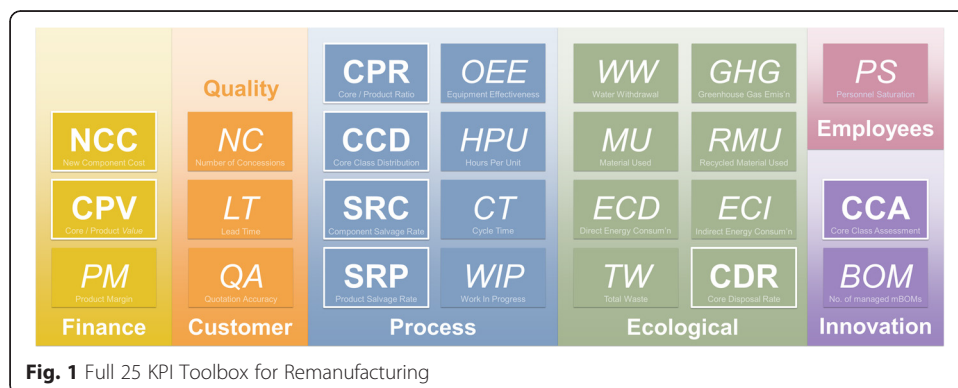 Quality
CPR
Core / Product Ratio
OEE
Equipment Effectiveness
WW
Water Withdrawal
GHG
Greenhouse Gas Emis'n
PS
Personnel Saturation
Employees
NCC
New Component Cost
NC
Number of Concessions
CCD
Core Class Distribution
HPU
Hours Per Unit
MU
Material Used
RMU
Recycled Material Used
CPV
Core / Product Value
LT
Lead Time
SRC
Component Salvage Rate
CT
Cycle Time
ECD
Direct Energy Consum'n
ECI
Indirect Energy Consum'n
CCA
Core Class Assessment
PM
Product Margin
QA
Quotation Accuracy
SRP
Product Salvage Rate
WIP
Work In Progress
TW
Total Waste
CDR
Core Disposal Rate
BOM
No. of managed mBOMs
Finance
Customer
Process
Ecological
Innovation
Fig. 1 Full 25 KPI Toolbox for Remanufacturing